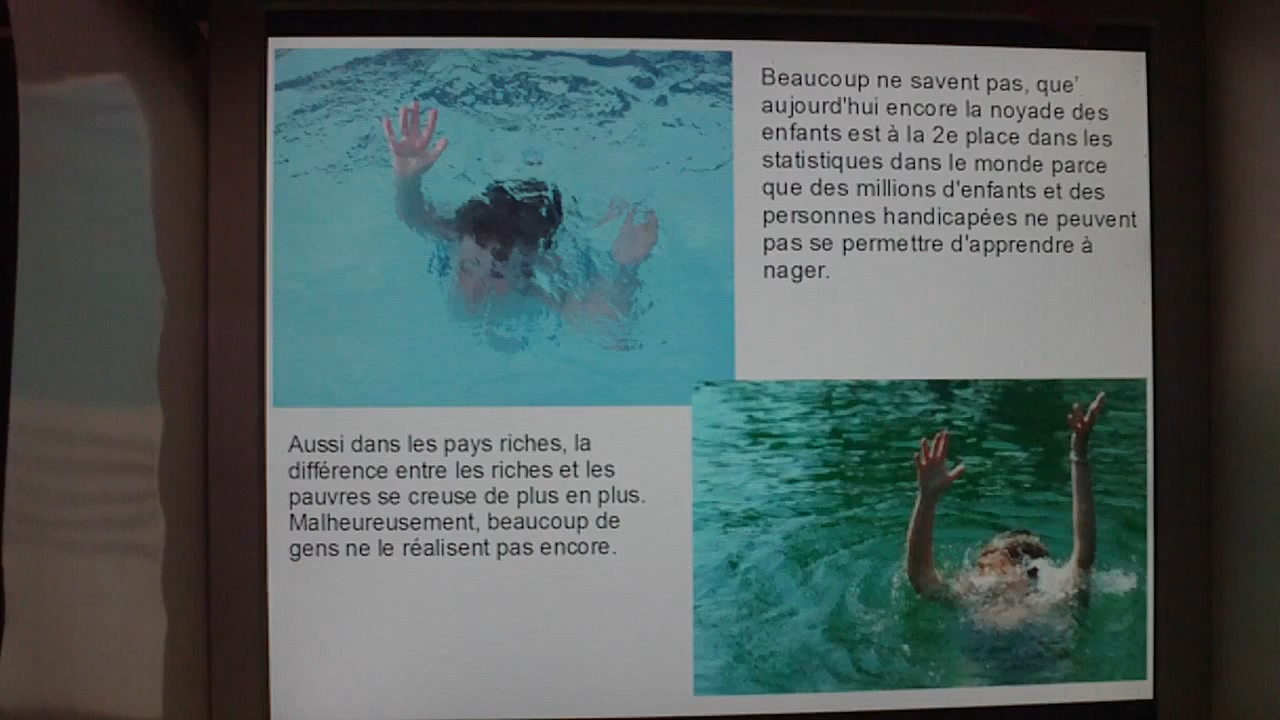 Beaucoup ne savent pas, que'
aujourd'hui encore la noyade des
enfants est à la 2e place dans les
statistiques dans le monde parce
que des millions d'enfants et des
personnes handicapées ne peuvent
pas se permettre d'apprendre à
nager.
Aussi dans les pays riches, la
différence entre les riches et les
pauvres se creuse de plus en plus.
Malheureusement, beaucoup de
gens ne le réalisent pas encore.